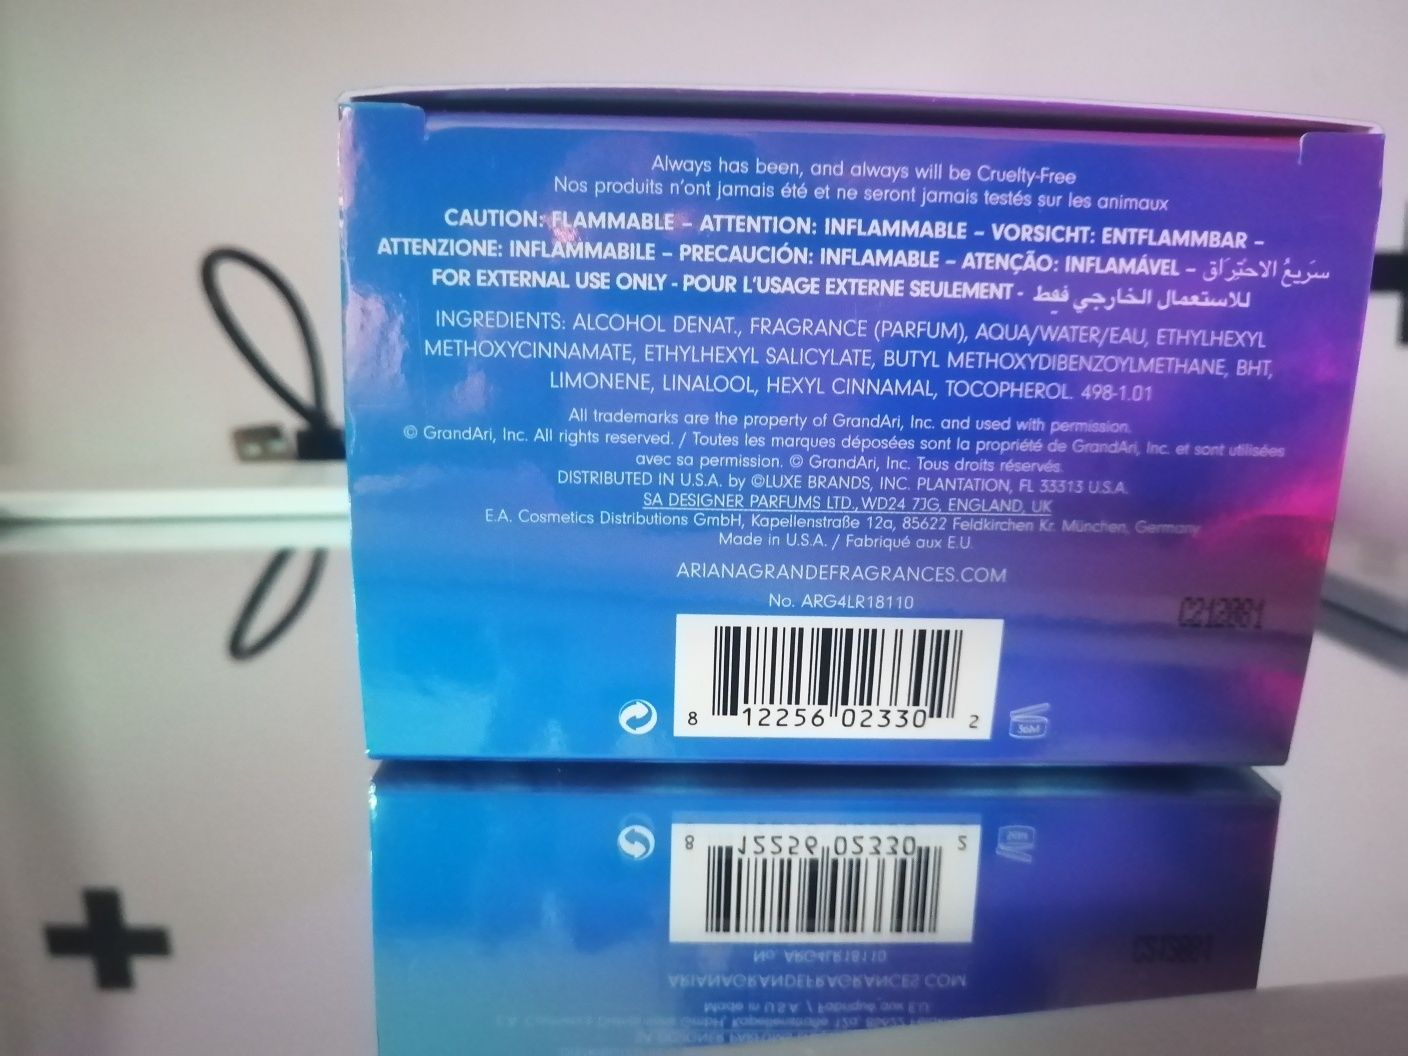 Always has been, and always will be Cruelty-Free
Nos produits n'ont jamais été et ne seront jamais testés sur les animaux
CAUTION: FLAMMABLE – ATTENTION: INFLAMMABLE – VORSICHT: ENTFLAMMBAR –
ATTENZIONE: INFLAMMABILE – PRECAUCIÓN: INFLAMABLE – ATENÇÃO: INFLAMÁVEL – سريعُ الاحتِراق
FOR EXTERNAL USE ONLY - POUR L'USAGE EXTERNE SEULEMENT - للاستعمال الخارجي فقط
INGREDIENTS: ALCOHOL DENAT., FRAGRANCE (PARFUM), AQUA/WATER/EAU, ETHYLHEXYL
METHOXYCINNAMATE, ETHYLHEXYL SALICYLATE, BUTYL METHOXYDIBENZOYLMETHANE, BHT,
LIMONENE, LINALOOL, HEXYL CINNAMAL, TOCOPHEROL. 498-1.01
All trademarks are the property of GrandAri, Inc. and used with permission.
© GrandAri, Inc. All rights reserved. / Toutes les marques déposées sont la propriété de GrandAri, Inc. et sont utilisées
avec sa permission. © GrandAri, Inc. Tous droits réservés.
DISTRIBUTED IN U.S.A. by ©LUXE BRANDS, INC. PLANTATION, FL 33313 U.S.A.
SA DESIGNER PARFUMS LTD., WD24 7JG, ENGLAND, UK
E.A. Cosmetics Distributions GmbH, Kapellenstraße 12a, 85622 Feldkirchen Kr. München, Germany
Made in U.S.A. / Fabriqué aux E.U.
ARIANAGRANDEFRAGRANCES.COM
No. ARG4LR18110
C212081
8 12256 02330 2
36M